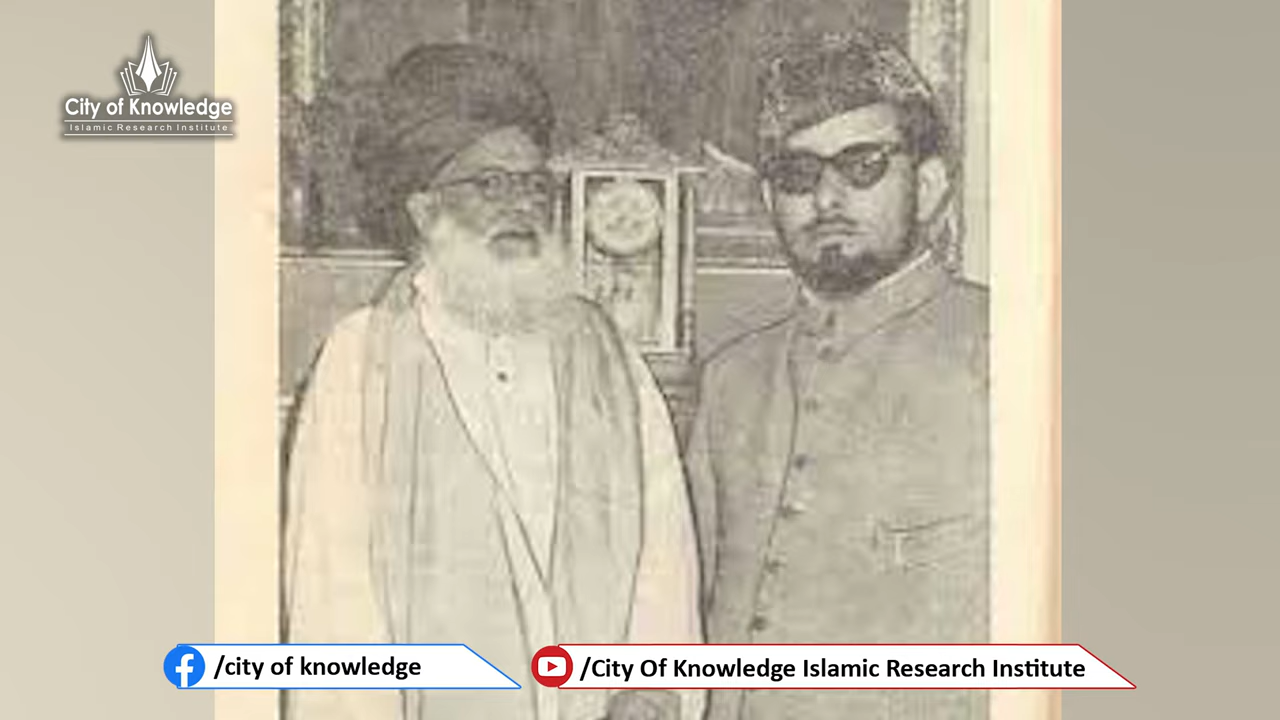 City of Knowledge
Islamic Research Institute
/city of knowledge
/City Of Knowledge Islamic Research Institute